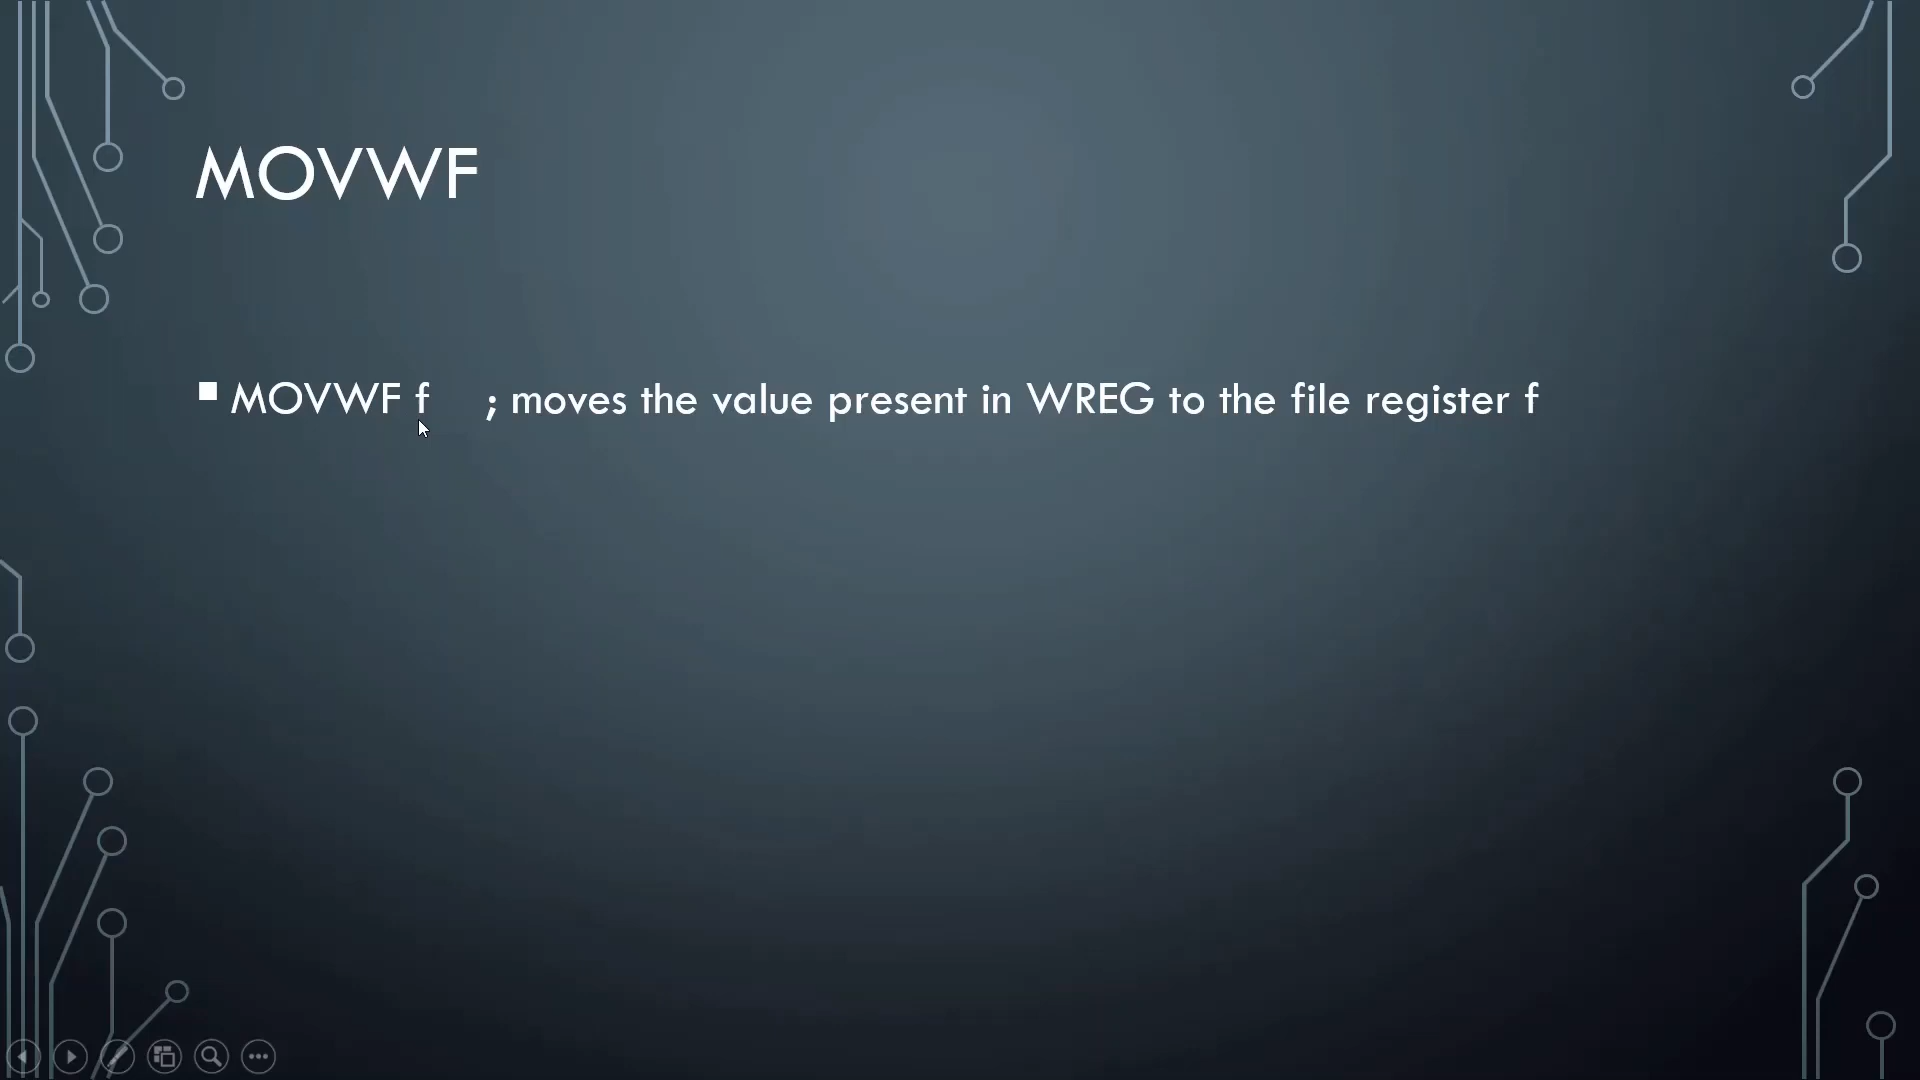 MOVWF
MOVWF f ; moves the value present in WREG to the file register f